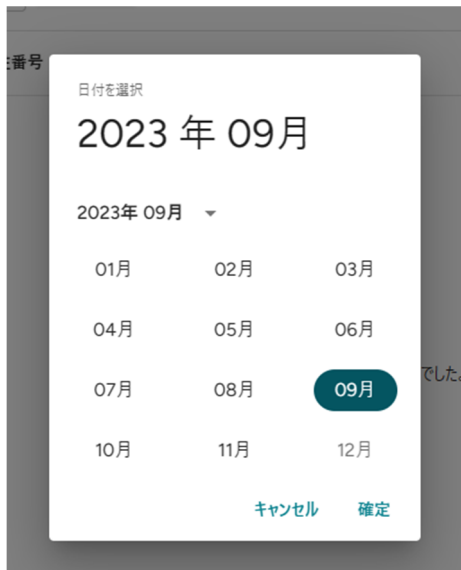 番号
日付を選択
2023 年 09月
2023年 09月
01月 02月 03月
04月 05月 06月
07月 08月 09月
でした。
10月 11月 12月
キャンセル 確定